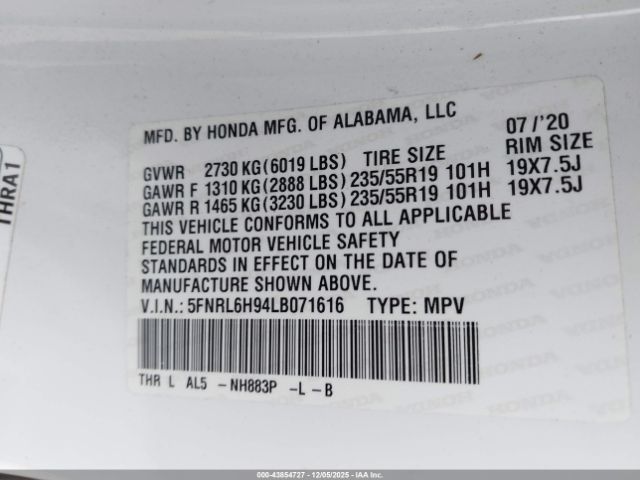 MFD. BY HONDA MFG. OF ALABAMA, LLC 07/'20
GVWR 2730 KG(6019 LBS) TIRE SIZE RIM SIZE
GAWR F 1310 KG(2888 LBS) 235/55R19 101H 19X7.5J
GAWR R 1465 KG(3230 LBS) 235/55R19 101H 19X7.5J
THIS VEHICLE CONFORMS TO ALL APPLICABLE
FEDERAL MOTOR VEHICLE SAFETY
STANDARDS IN EFFECT ON THE DATE OF
MANUFACTURE SHOWN ABOVE.
V.I.N.: 5FNRL6H94LB071616 TYPE: MPV
THR L AL5 -NH883P -L-B
THRA1
000-43854727 - 12/05/2025 - IAAI INC.